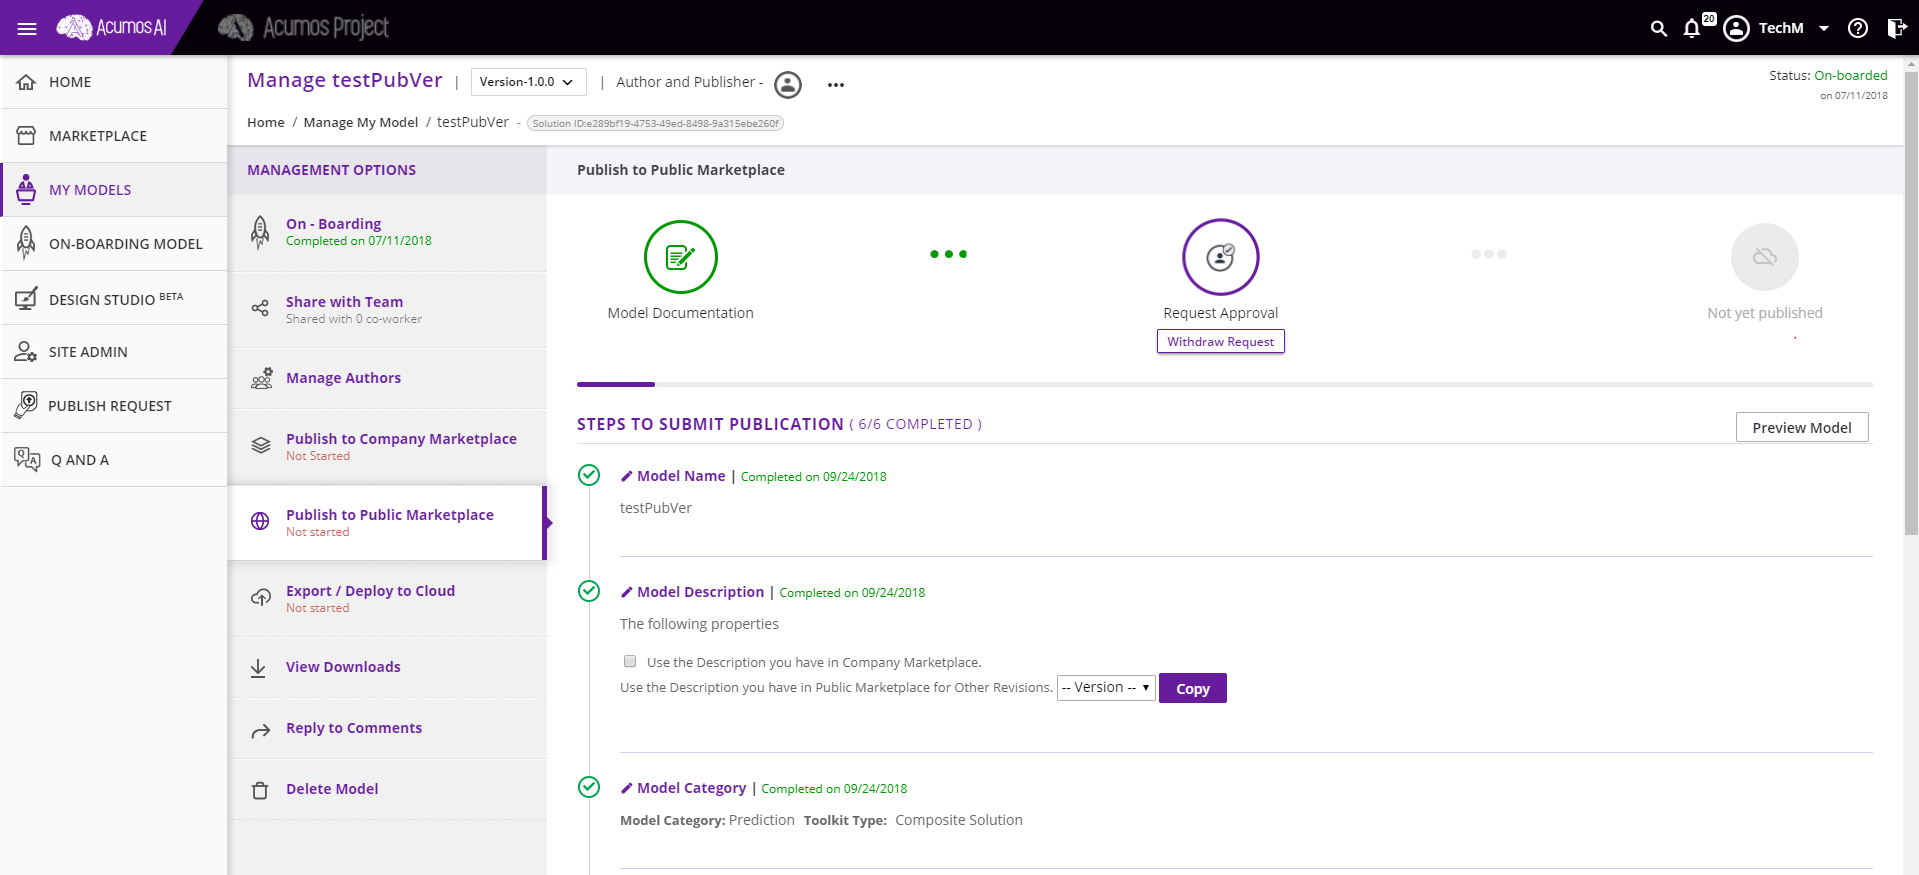 Acumos AI
Acumos Project
20
TechM
HOME
MARKETPLACE
MY MODELS
ON-BOARDING MODEL
DESIGN STUDIO BETA
SITE ADMIN
PUBLISH REQUEST
Q AND A
Manage testPubVer | Version-1.0.0 | Author and Publisher -
Status: On-boarded
on 07/11/2018
Home / Manage My Model / testPubVer - Solution ID:e289bf19-4753-49ed-8498-9a315ebe260f
MANAGEMENT OPTIONS
On - Boarding
Completed on 07/11/2018
Share with Team
Shared with 0 co-worker
Manage Authors
Publish to Company Marketplace
Not Started
Publish to Public Marketplace
Not started
Export / Deploy to Cloud
Not started
View Downloads
Reply to Comments
Delete Model
Publish to Public Marketplace
Model Documentation
Request Approval
Withdraw Request
Not yet published
STEPS TO SUBMIT PUBLICATION ( 6/6 COMPLETED )
Preview Model
Model Name | Completed on 09/24/2018
testPubVer
Model Description | Completed on 09/24/2018
The following properties
Use the Description you have in Company Marketplace.
Use the Description you have in Public Marketplace for Other Revisions. -- Version -- Copy
Model Category | Completed on 09/24/2018
Model Category: Prediction Toolkit Type: Composite Solution